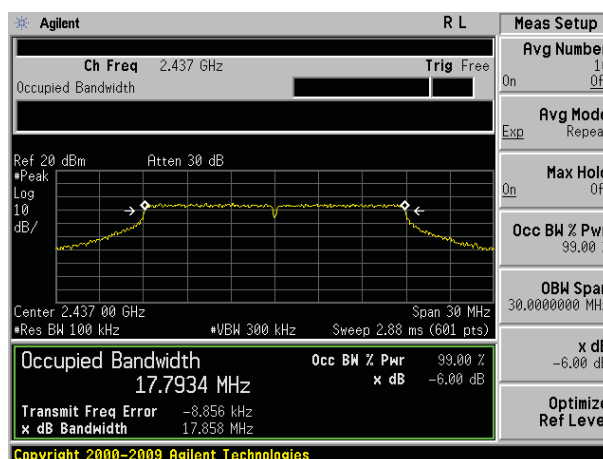 Agilent R L
Ch Freq 2.437 GHz Trig Free
Occupied Bandwidth
Ref 20 dBm Atten 30 dB
#Peak
Log
10
dB/
Center 2.437 00 GHz Span 30 MHz
#Res BW 100 kHz #VBW 300 kHz Sweep 2.88 ms (601 pts)
Occupied Bandwidth Occ BW % Pwr 99.00 %
17.7934 MHz x dB -6.00 dB
Transmit Freq Error -8.856 kHz
x dB Bandwidth 17.858 MHz
Copyright 2000-2009 Agilent Technologies
Meas Setup
Avg Number
10
On Of
Avg Mode
Exp Repea
Max Hold
On Of
Occ BW % Pwr
99.00
OBW Span
30.0000000 MH
x dB
-6.00 d
Optimize
Ref Leve